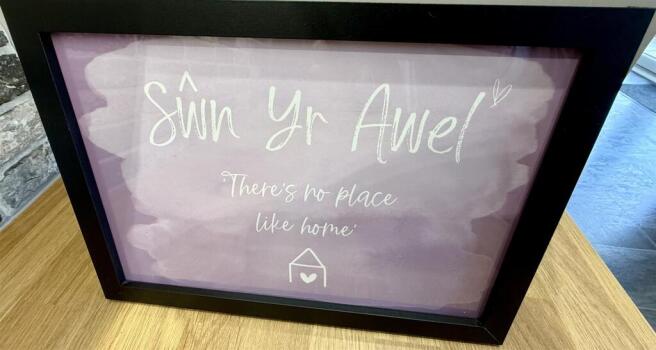 Sŵn Yr Awel
'There's no place
like home'